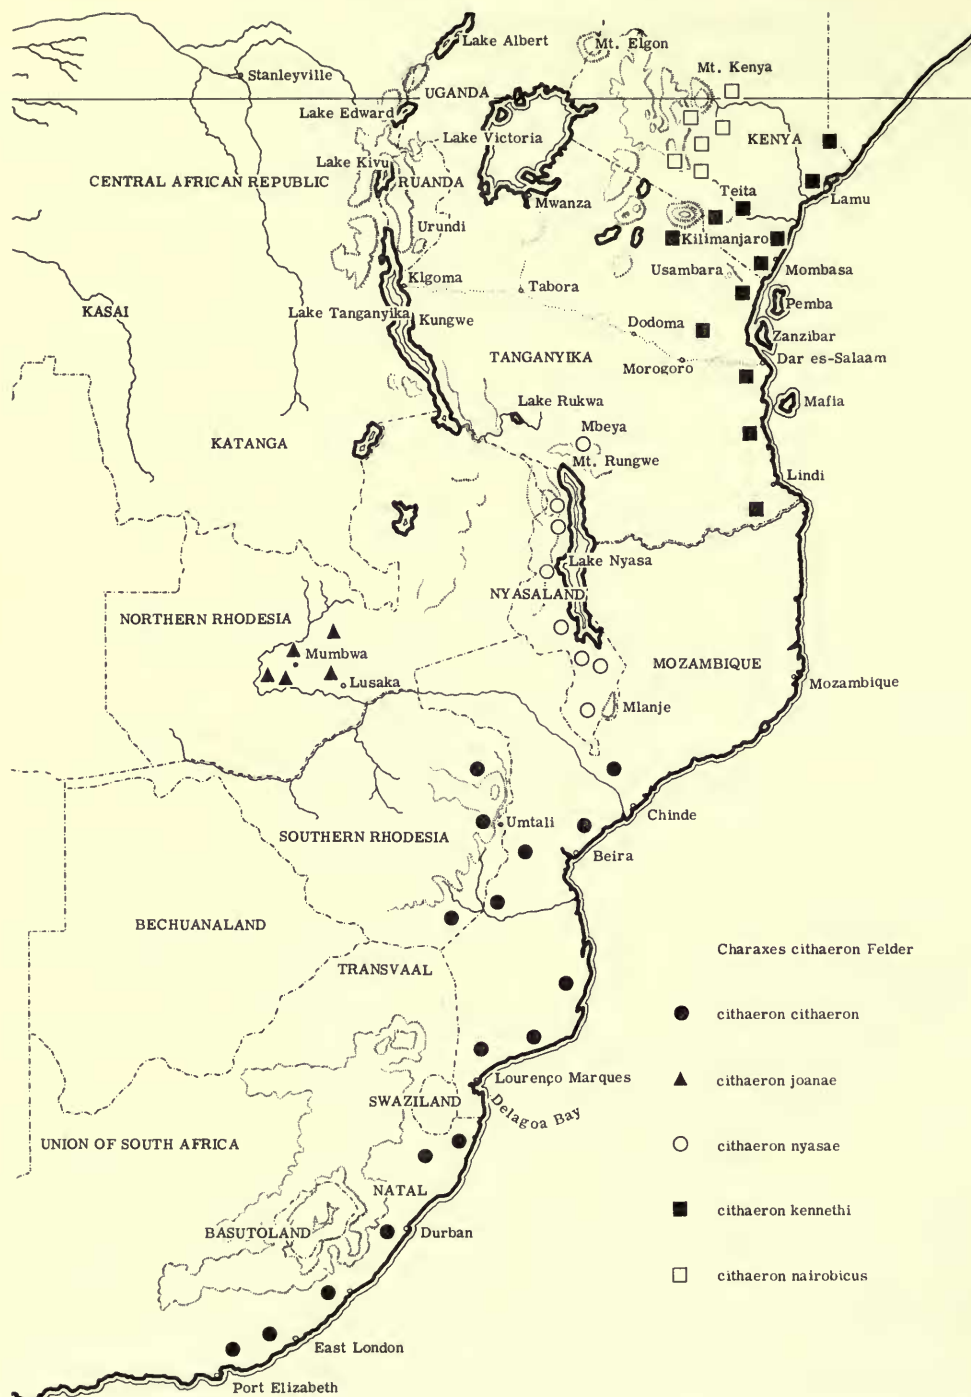 Lake Albert
Mt. Elgon
Stanleyville
Mt. Kenya
UGANDA
Lake Edward
Lake Victoria
KENYA
Lake Kivu
CENTRAL AFRICAN REPUBLIC
RUANDA
Teita
Lamu
Mwanza
Urundi
Kilimanjaro
Usambara
Mombasa
KIgoma
Tabora
Pemba
KASAI
Lake Tanganyika
Kungwe
Dodoma
Zanzibar
TANGANYIKA
Morogoro
Dar es-Salaam
Lake Rukwa
Mafia
Mbeya
KATANGA
Mt. Rungwe
Lindi
Lake Nyasa
NYASALAND
NORTHERN RHODESIA
Mumbwa
MOZAMBIQUE
Lusaka
Mozambique
Mlanje
Chinde
Umtali
SOUTHERN RHODESIA
Beira
BECHUANALAND
Charaxes cithaeron Felder
TRANSVAAL
cithaeron cithaeron
Lourenço Marques
cithaeron joanae
SWAZILAND
Delagoa Bay
UNION OF SOUTH AFRICA
cithaeron nyasae
NATAL
cithaeron kennethi
BASUTOLAND
Durban
cithaeron nairobicus
East London
Port Elizabeth